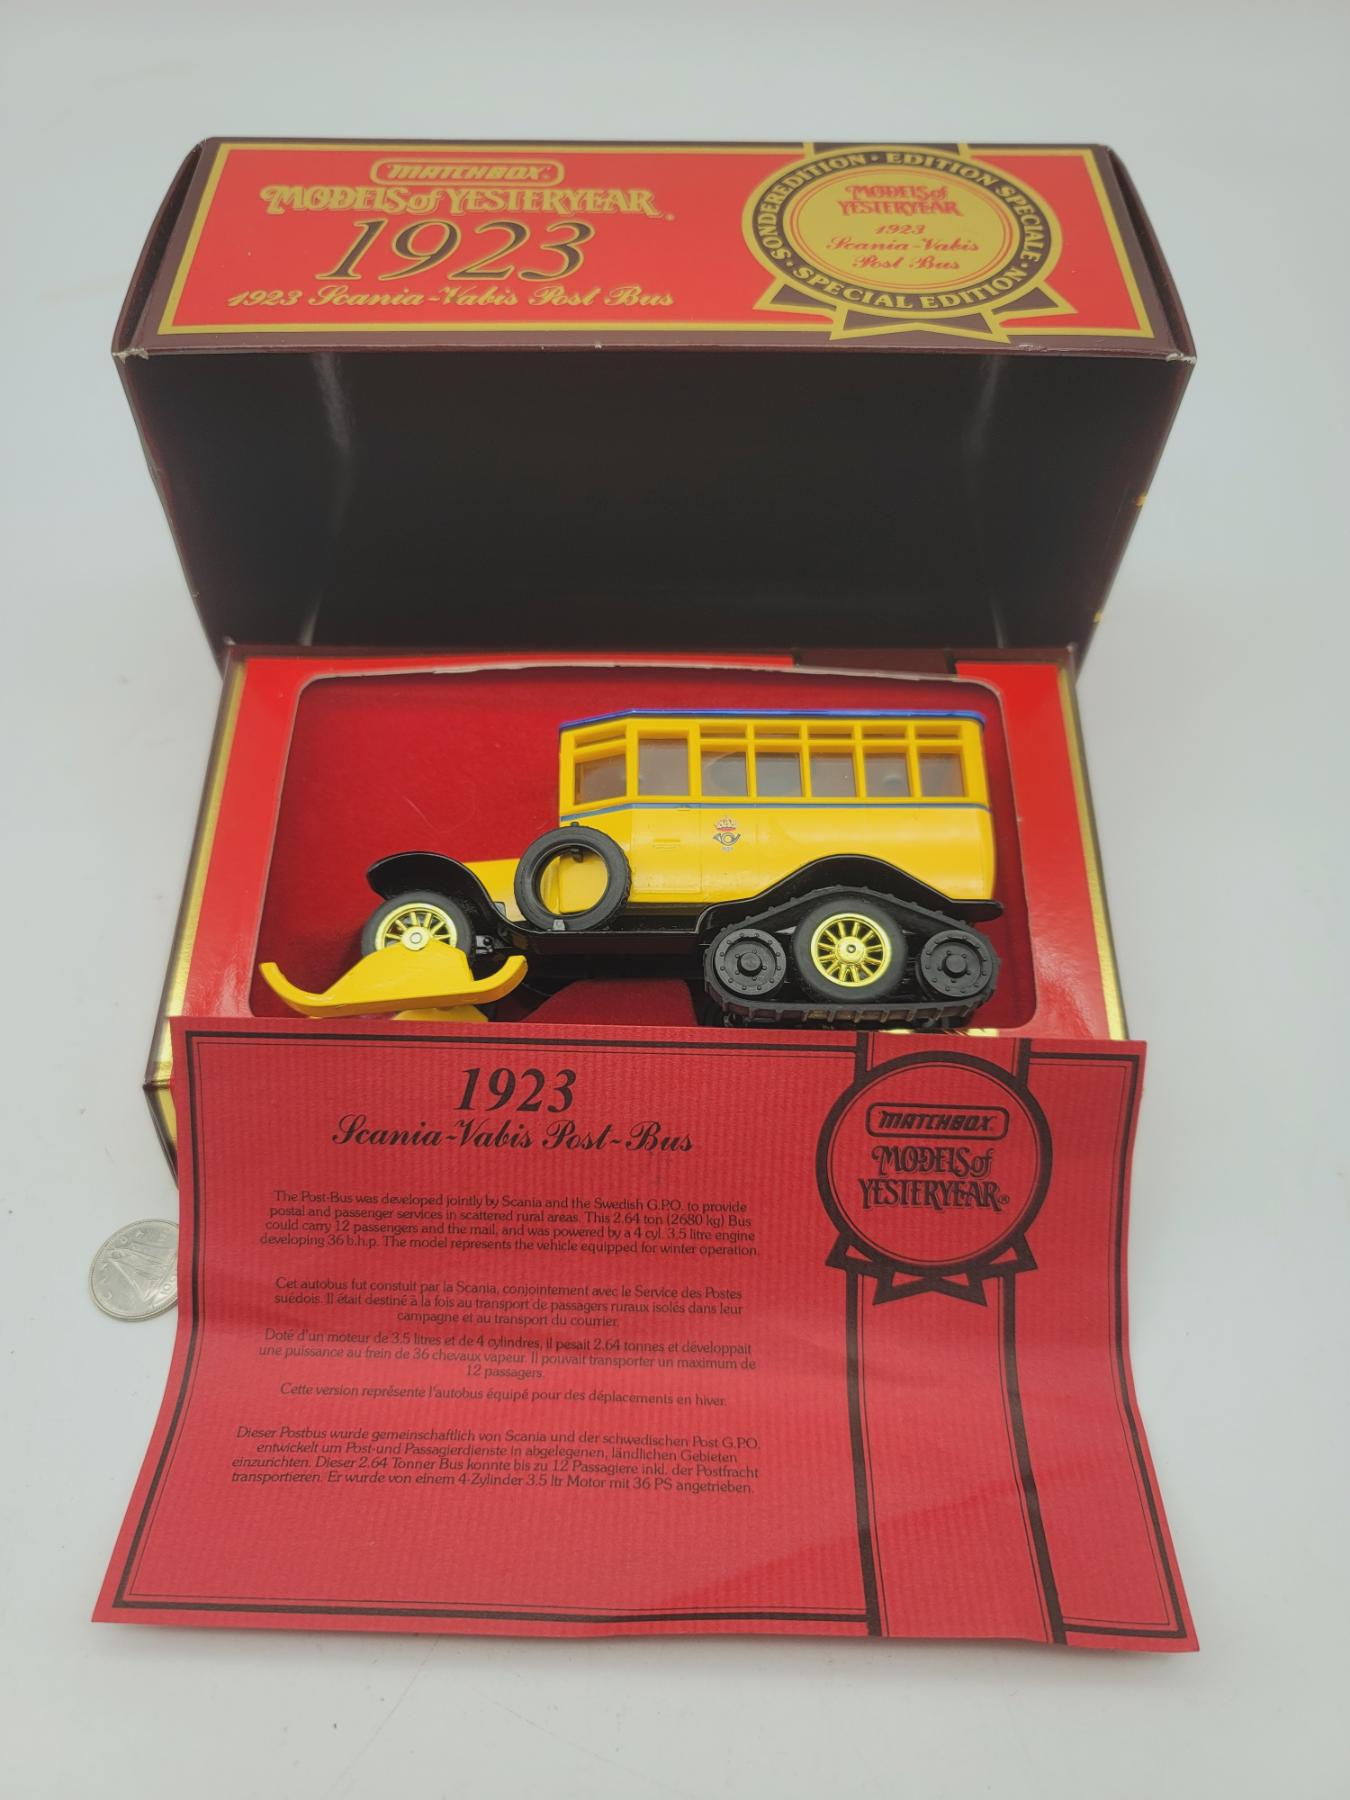 MATCHBOX®
MODELS of YESTERYEAR®
1923
1923 Scania-Vabis Post Bus
SONDEREDITION · EDITION SPÉCIALE · SPECIAL EDITION ·
MODELS of
YESTERYEAR
1923
Scania-Vabis
Post Bus
1923
Scania-Vabis Post-Bus
The Post-Bus was developed jointly by Scania and the Swedish G.P.O. to provide
postal and passenger services in scattered rural areas. This 2.64 ton (2680 kg) Bus
could carry 12 passengers and the mail, and was powered by a 4 cyl. 3.5 litre engine
developing 36 b.h.p. The model represents the vehicle equipped for winter operation.
Cet autobus fut constuit par la Scania, conjointement avec le Service des Postes
suédois. Il était destiné à la fois au transport de passagers ruraux isolés dans leur
campagne et au transport du courrier.
Doté d'un moteur de 3.5 litres et de 4 cylindres, il pesait 2.64 tonnes et développait
une puissance au frein de 36 chevaux vapeur. Il pouvait transporter un maximum de
12 passagers.
Cette version représente l'autobus équipé pour des déplacements en hiver.
Dieser Postbus wurde gemeinschaftlich von Scania und der schwedischen Post G.P.O.
entwickelt um Post-und Passagierdienste in abgelegenen, ländlichen Gebieten
einzurichten. Dieser 2.64 Tonner Bus konnte bis zu 12 Passagiere inkl. der Postfracht
transportieren. Er wurde von einem 4-Zylinder 3.5 ltr Motor mit 36 PS angetrieben.
MATCHBOX®
MODELS of
YESTERYEAR®